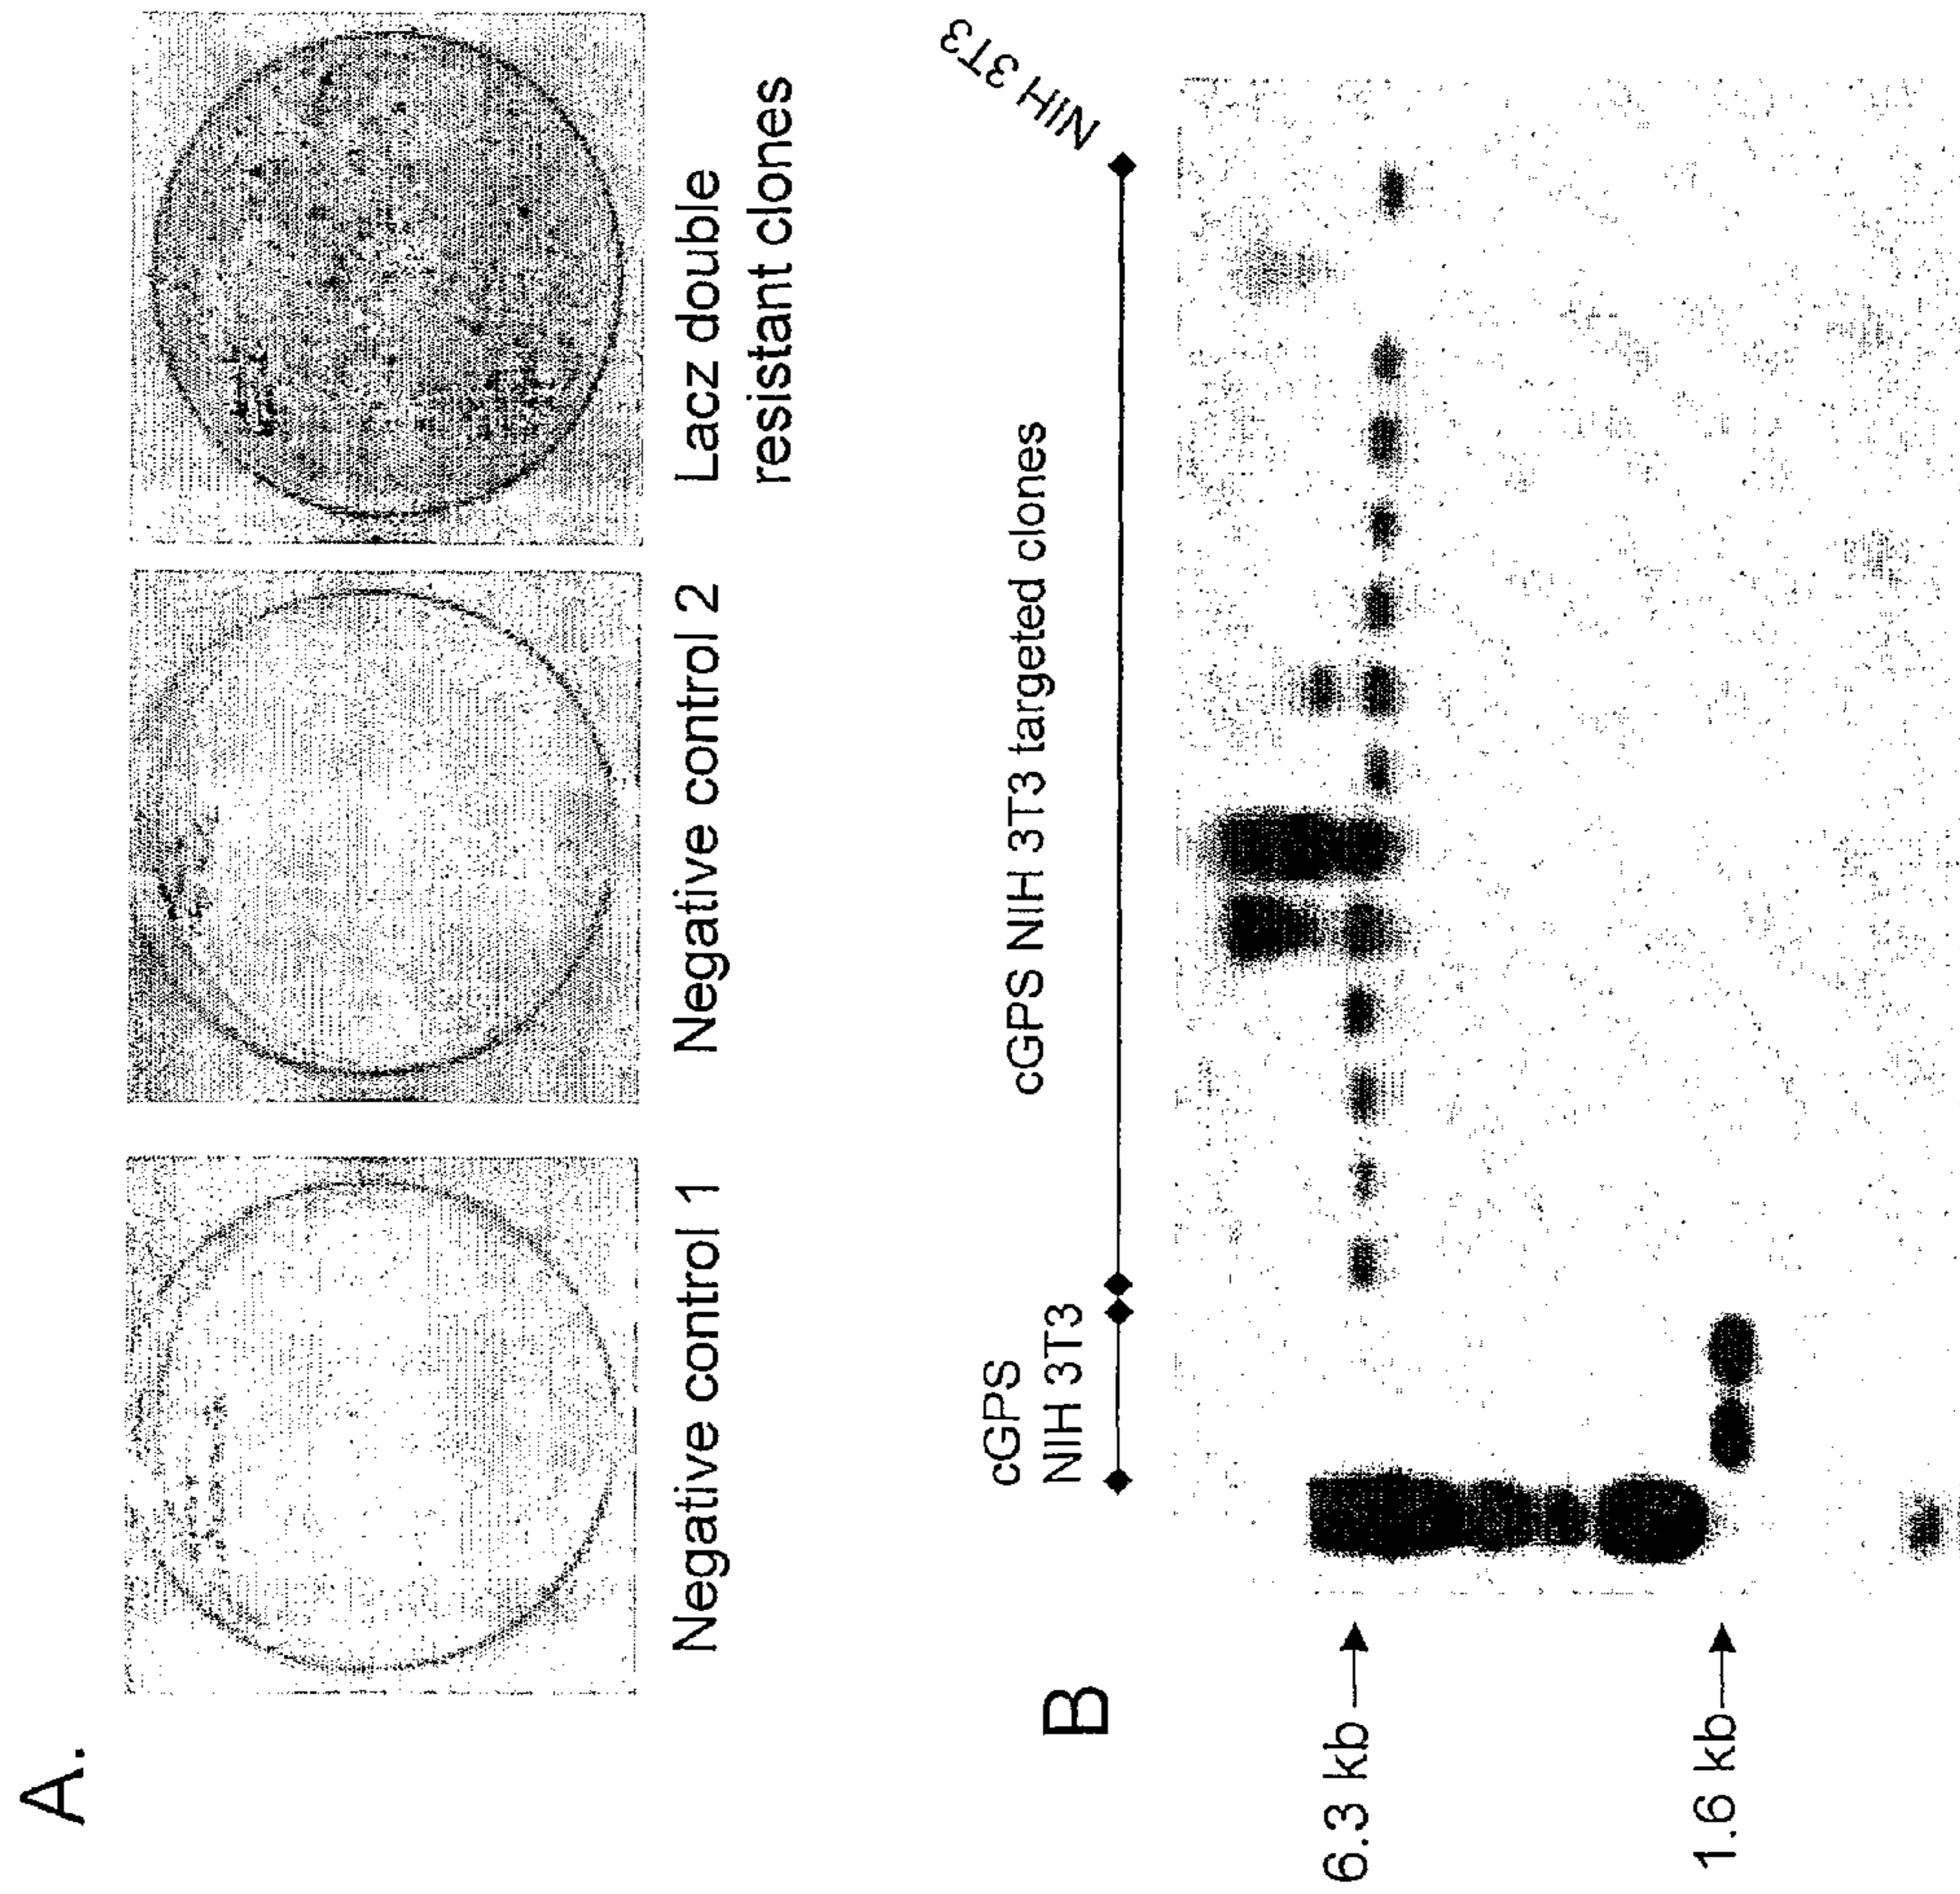 A.
Negative control 1
Negative control 2
Lacz double
resistant clones
B
cGPS
NIH 3T3
cGPS NIH 3T3 targeted clones
NIH 3T3
6.3 kb
1.6 kb